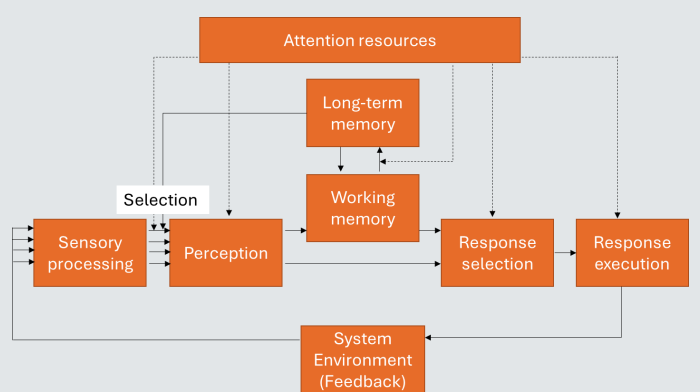 Attention resources
Long-term
memory
Selection
Working
memory
Sensory
processing
Perception
Response
selection
Response
execution
System
Environment
(Feedback)